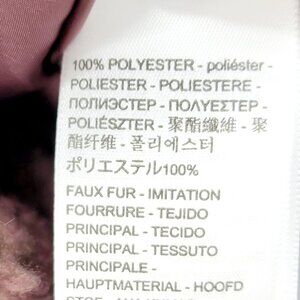 100% POLYESTER - poliéster -
POLIESTER - POLIESTERE -
ПОЛИЭСТЕР - ΠΟΛΥΕΣΤΕΡ -
POLIÉSZTER - 聚酯纖維 - 聚
酯纤维 - 폴리에스터
ポリエステル100%
FAUX FUR - IMITATION
FOURRURE - TEJIDO
PRINCIPAL - TECIDO
PRINCIPAL - TESSUTO
PRINCIPALE -
HAUPTMATERIAL - HOOFD